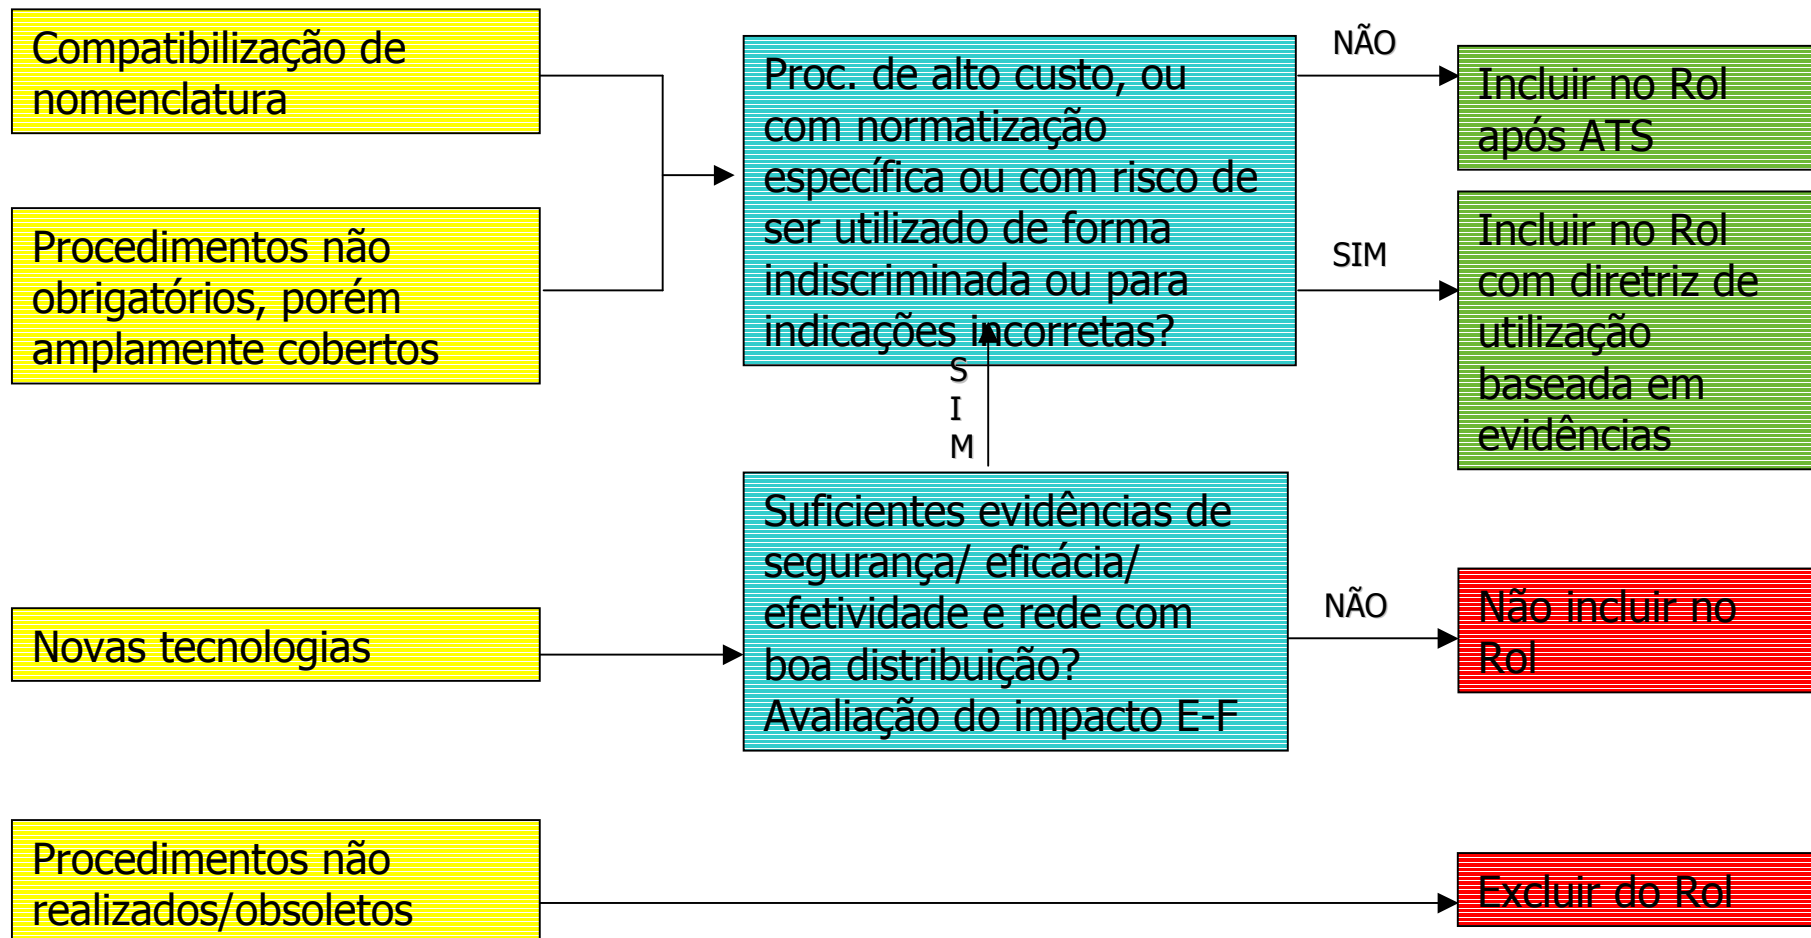 Compatibilização de
nomenclatura
Procedimentos não
obrigatórios, porém
amplamente cobertos
Novas tecnologias
Procedimentos não
realizados/obsoletos
Proc. de alto custo, ou
com normatização
específica ou com risco de
ser utilizado de forma
indiscriminada ou para
indicações incorretas?
S
I
M
Suficientes evidências de
segurança/ eficácia/
efetividade e rede com
boa distribuição?
Avaliação do impacto E-F
NÃO
SIM
NÃO
Incluir no Rol
após ATS
Incluir no Rol
com diretriz de
utilização
baseada em
evidências
Não incluir no
Rol
Excluir do Rol